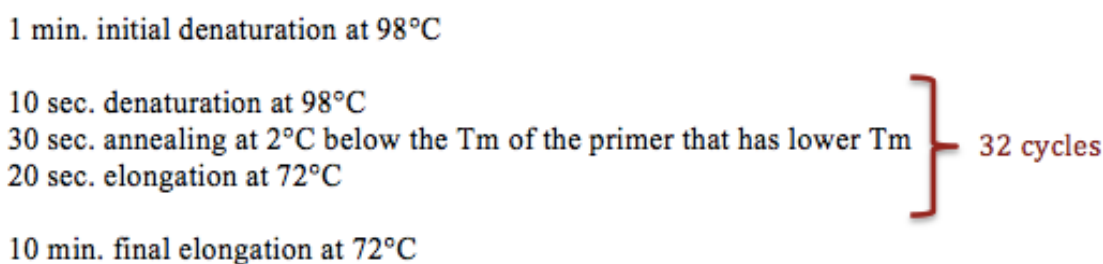 1 min. initial denaturation at 98°C
10 sec. denaturation at 98°C
30 sec. annealing at 2°C below the Tm of the primer that has lower Tm
20 sec. elongation at 72°C
32 cycles
10 min. final elongation at 72°C